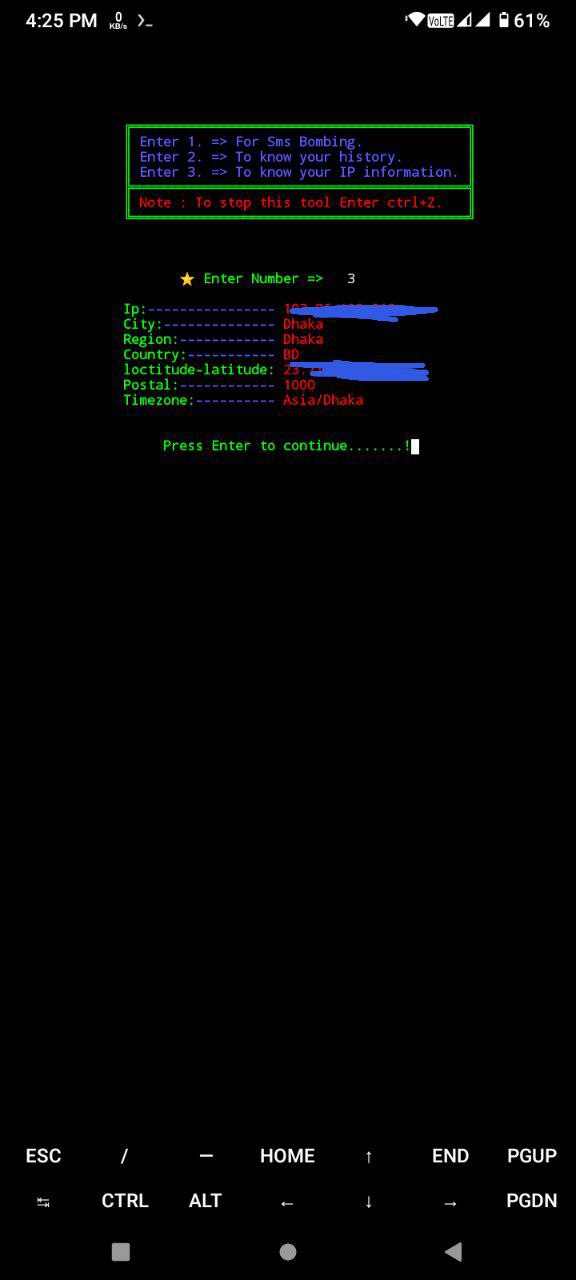 4:25 PM 0 KB/s >_ VoLTE 61%
Enter 1. => For Sms Bombing.
Enter 2. => To know your history.
Enter 3. => To know your IP information.
Note : To stop this tool Enter ctrl+Z.
⭐ Enter Number => 3
Ip:----------------
City:-------------- Dhaka
Region:------------ Dhaka
Country:----------- BD
loctitude-latitude: 23.
Postal:------------ 1000
Timezone:---------- Asia/Dhaka
Press Enter to continue.......!
ESC / — HOME ↑ END PGUP
↹ CTRL ALT ← ↓ → PGDN